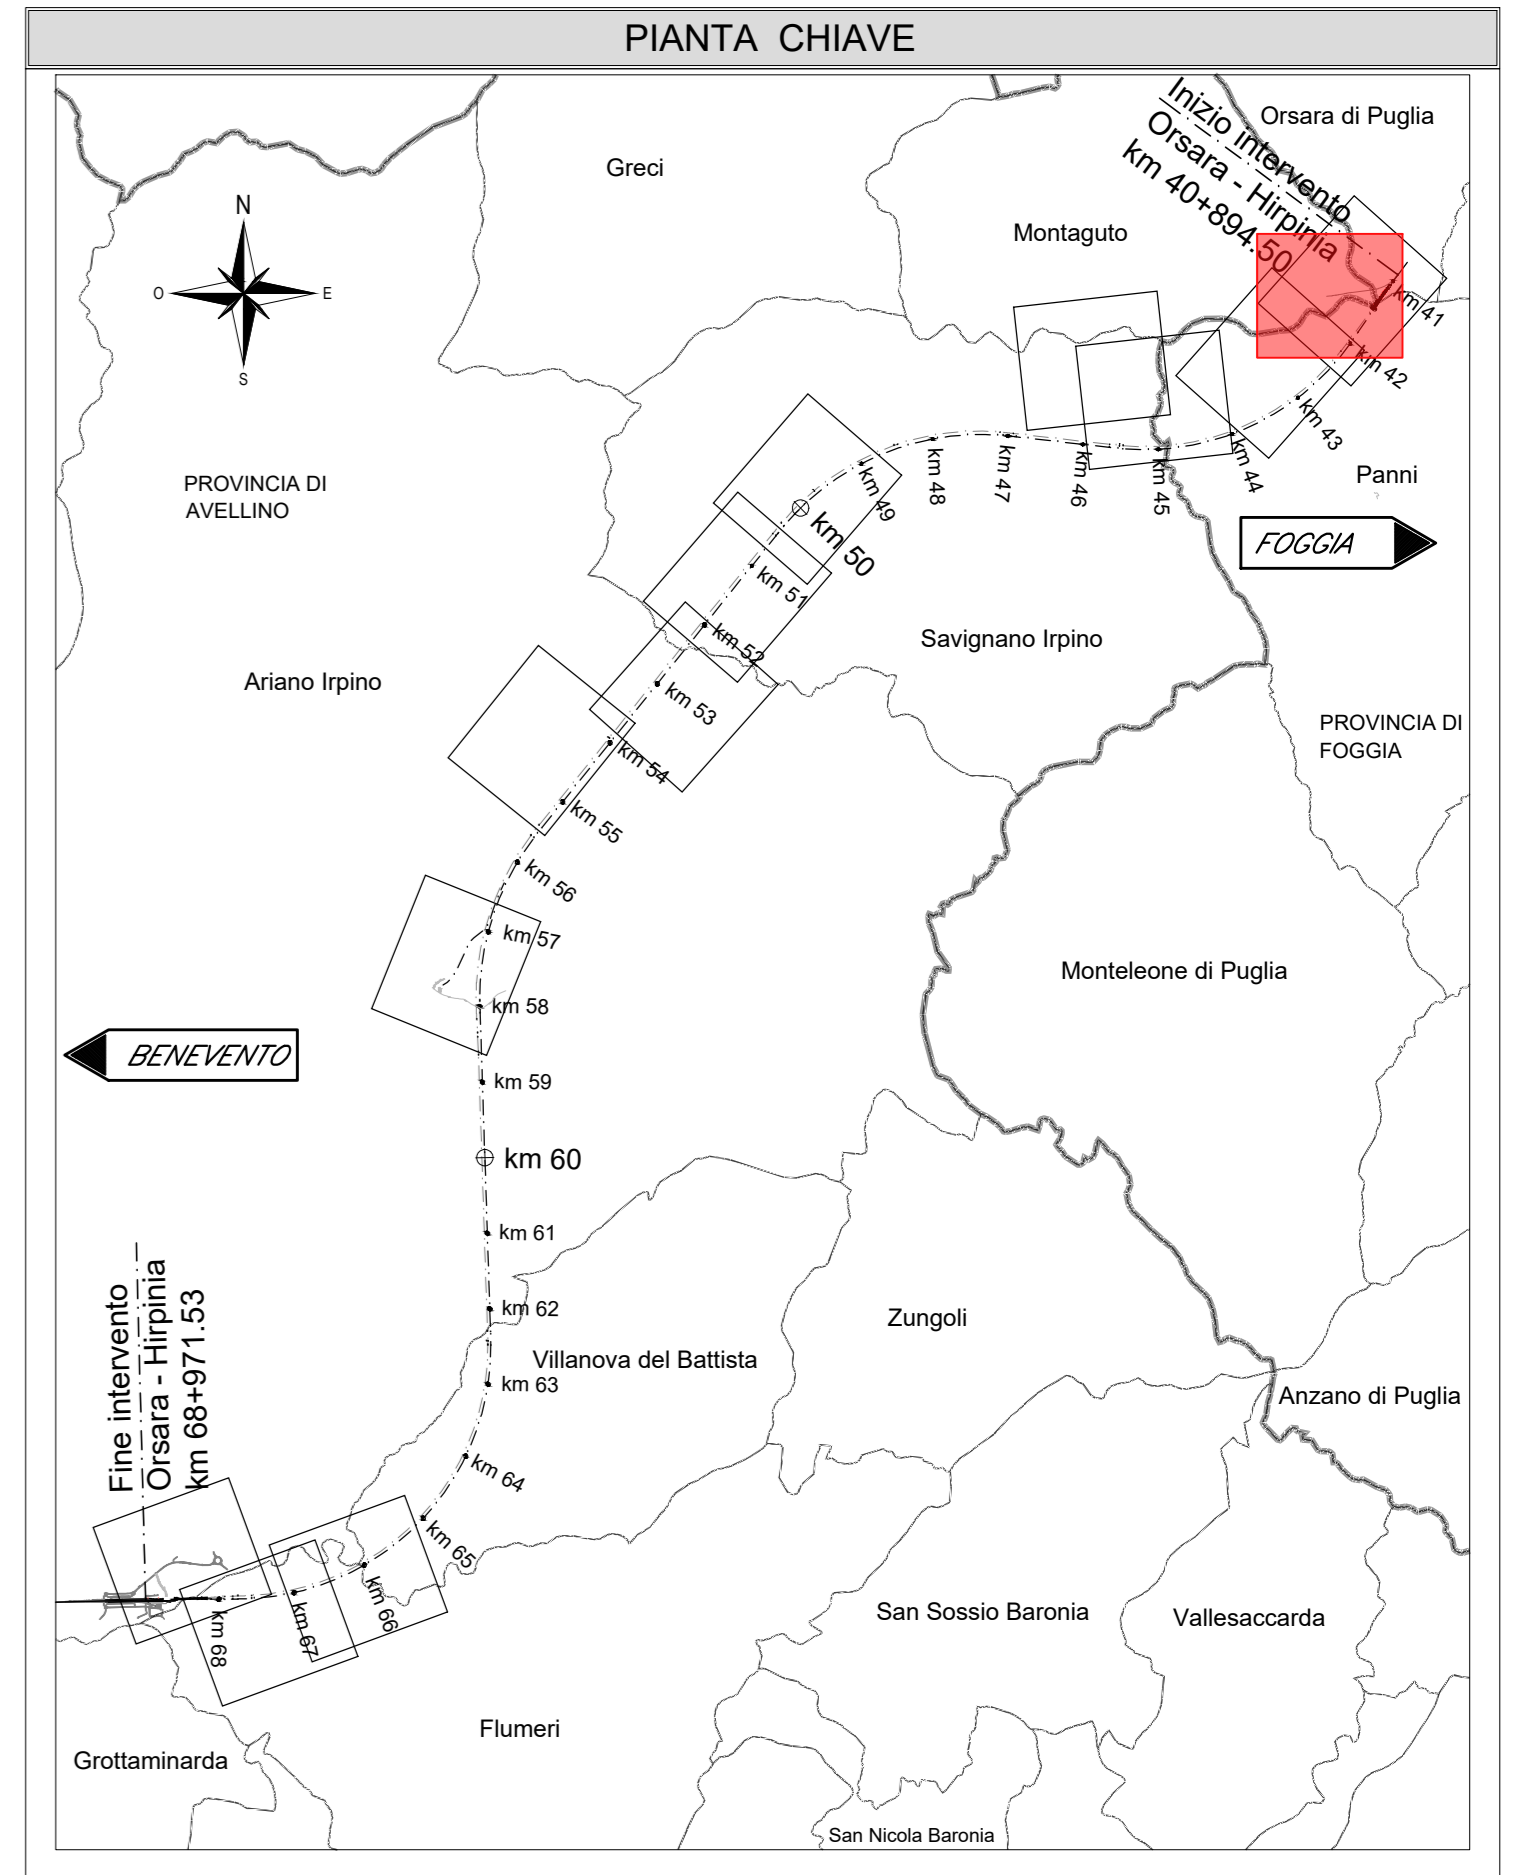 PIANTA CHIAVE
Inizio intervento
Orsara - Hirpinia
km 40+894.50
Orsara di Puglia
Greci
Montaguto
N
O
E
S
km 41
km 42
km 43
km 44
km 45
km 46
km 47
km 48
km 49
km 50
Panni
PROVINCIA DI
AVELLINO
FOGGIA
km 51
km 52
km 53
Savignano Irpino
Ariano Irpino
km 54
PROVINCIA DI
FOGGIA
km 55
km 56
km 57
Monteleone di Puglia
km 58
BENEVENTO
km 59
km 60
km 61
km 62
Zungoli
Villanova del Battista
km 63
Fine intervento
Orsara - Hirpinia
km 68+971.53
Anzano di Puglia
km 64
km 65
km 66
km 67
km 68
San Sossio Baronia
Vallesaccarda
Flumeri
Grottaminarda
San Nicola Baronia